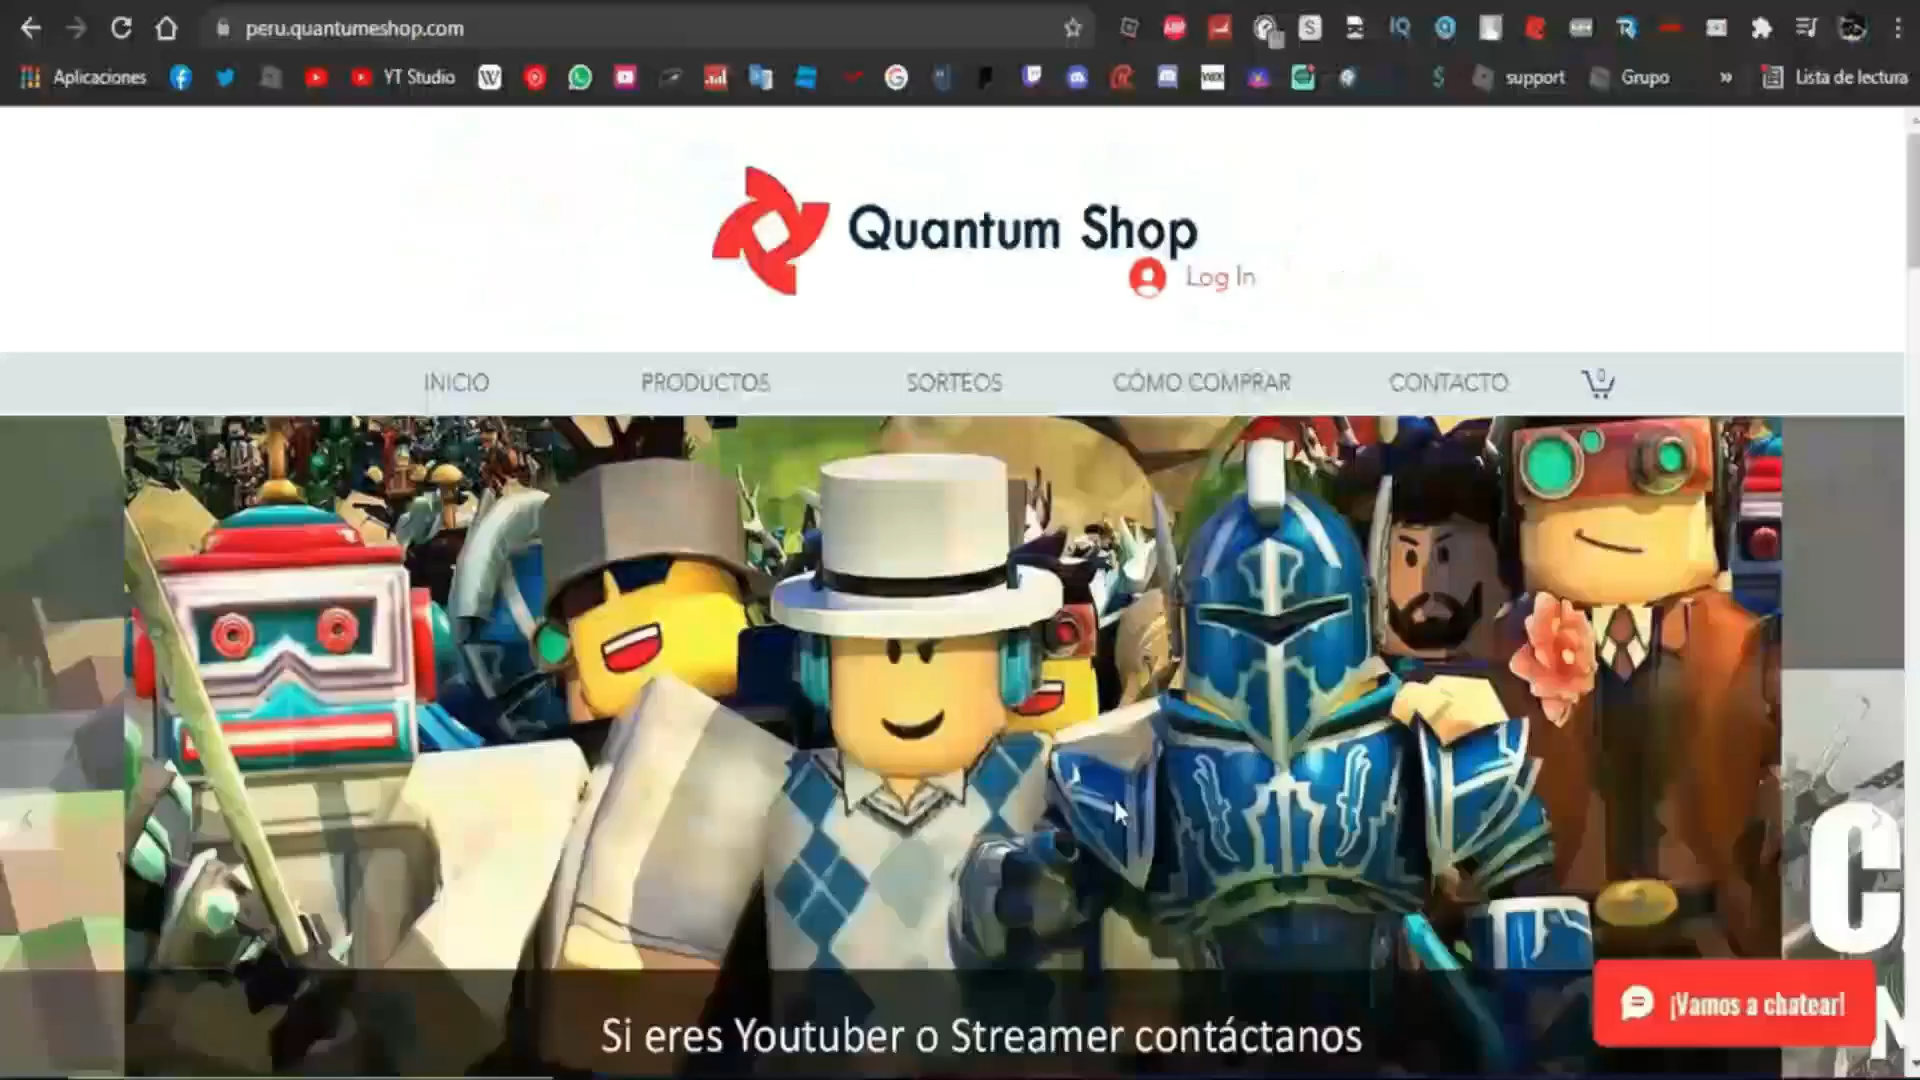 peru.quantumeshop.com
Aplicaciones
YT Studio
support
Grupo
»
Lista de lectura
Quantum Shop
Log In
INICIO
PRODUCTOS
SORTEOS
CÓMO COMPRAR
CONTACTO
0
Si eres Youtuber o Streamer contáctanos
¡Vamos a chatear!
C
N